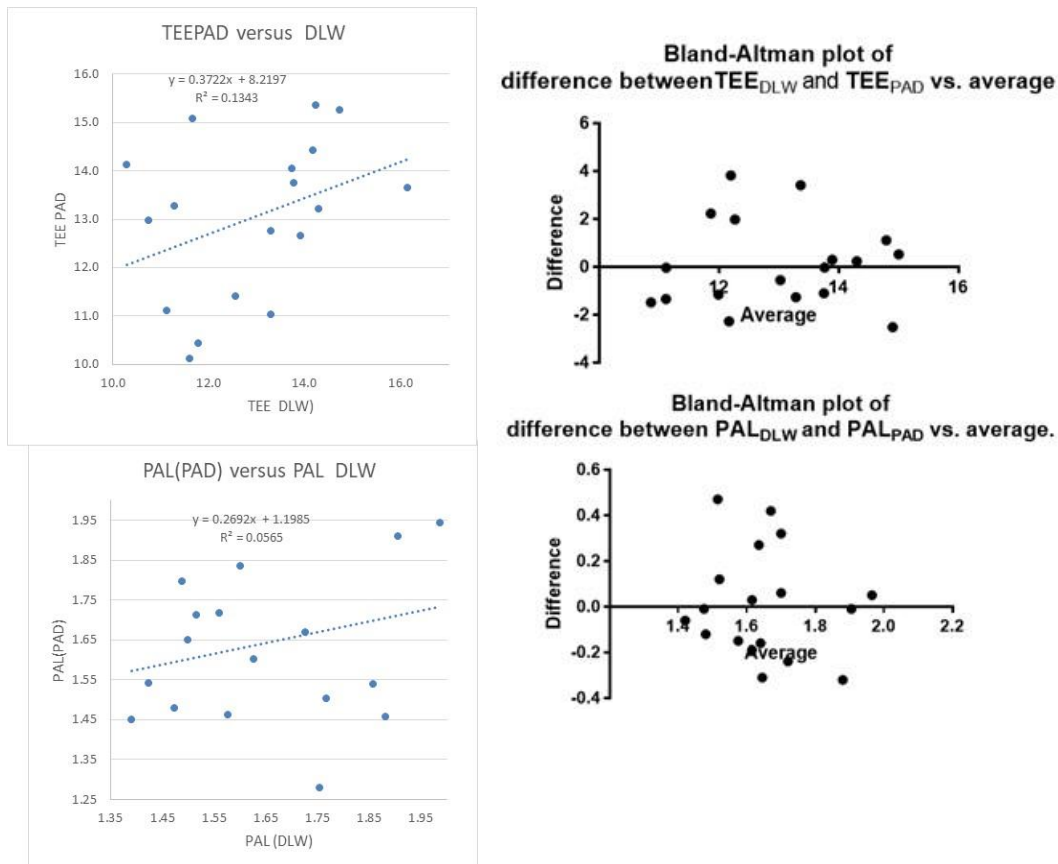 TEEPAD versus DLW
y = 0.3722x + 8.2197
R² = 0.1343
16.0
15.0
14.0
13.0
12.0
11.0
10.0
TEE PAD
10.0 12.0 14.0 16.0
TEE DLW)
Bland-Altman plot of
difference between TEEDLW and TEEPAD vs. average
6
4
2
0
-2
-4
Difference
12 14 16
Average
PAL(PAD) versus PAL DLW
y = 0.2692x + 1.1985
R² = 0.0565
1.95
1.85
1.75
1.65
1.55
1.45
1.35
1.25
PAL(PAD)
1.35 1.45 1.55 1.65 1.75 1.85 1.95
PAL (DLW)
Bland-Altman plot of
difference between PALDLW and PALPAD vs. average.
0.6
0.4
0.2
0.0
-0.2
-0.4
Difference
1.4 1.6 1.8 2.0 2.2
Average